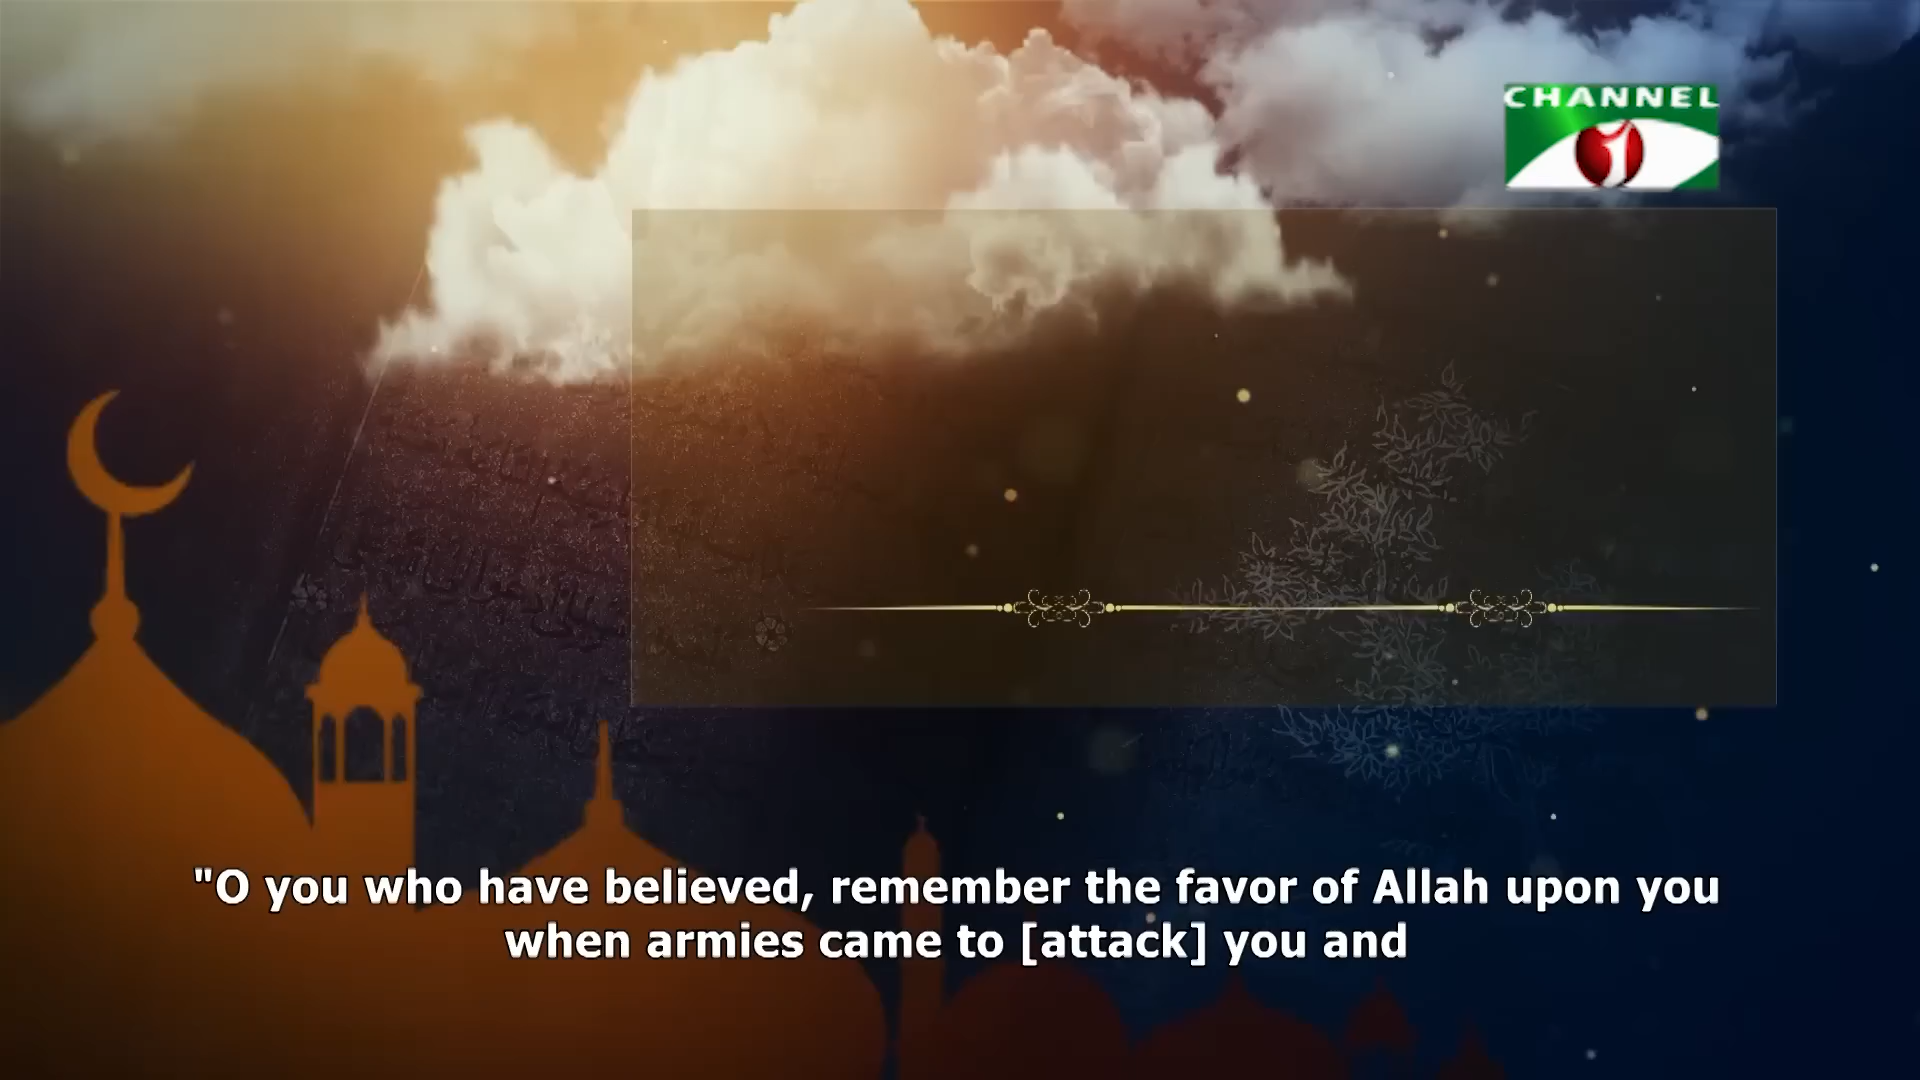 CHANNEL
"O you who have believed, remember the favor of Allah upon you
when armies came to [attack] you and